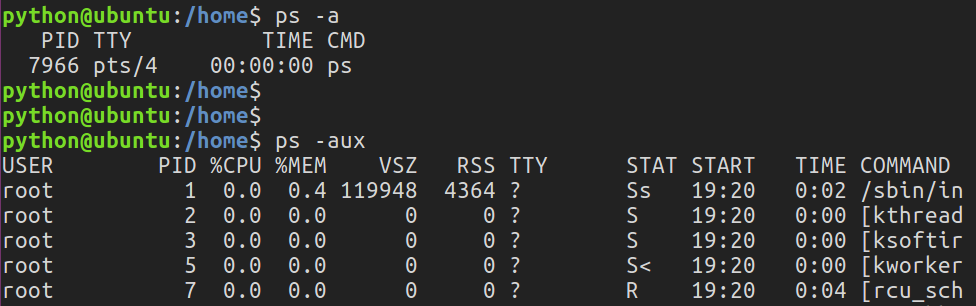 python@ubuntu:/home$ ps -a
   PID TTY          TIME CMD
  7966 pts/4    00:00:00 ps
python@ubuntu:/home$
python@ubuntu:/home$
python@ubuntu:/home$ ps -aux
USER        PID %CPU %MEM    VSZ   RSS TTY      STAT START   TIME COMMAND
root          1  0.0  0.4 119948  4364 ?        Ss   19:20   0:02 /sbin/in
root          2  0.0  0.0      0     0 ?        S    19:20   0:00 [kthread
root          3  0.0  0.0      0     0 ?        S    19:20   0:00 [ksoftir
root          5  0.0  0.0      0     0 ?        S<   19:20   0:00 [kworker
root          7  0.0  0.0      0     0 ?        R    19:20   0:04 [rcu_sch